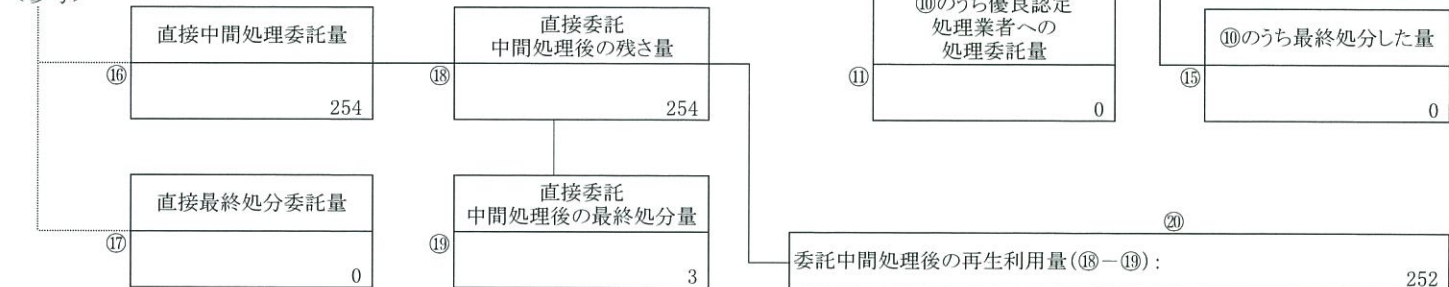 ⑩のうち優良認定
処理業者への
処理委託量
⑪
0
⑩のうち最終処分した量
⑮
0
直接中間処理委託量
⑯
254
直接委託
中間処理後の残さ量
⑱
254
直接最終処分委託量
⑰
0
直接委託
中間処理後の最終処分量
⑲
3
⑳
委託中間処理後の再生利用量(⑱－⑲)：
252